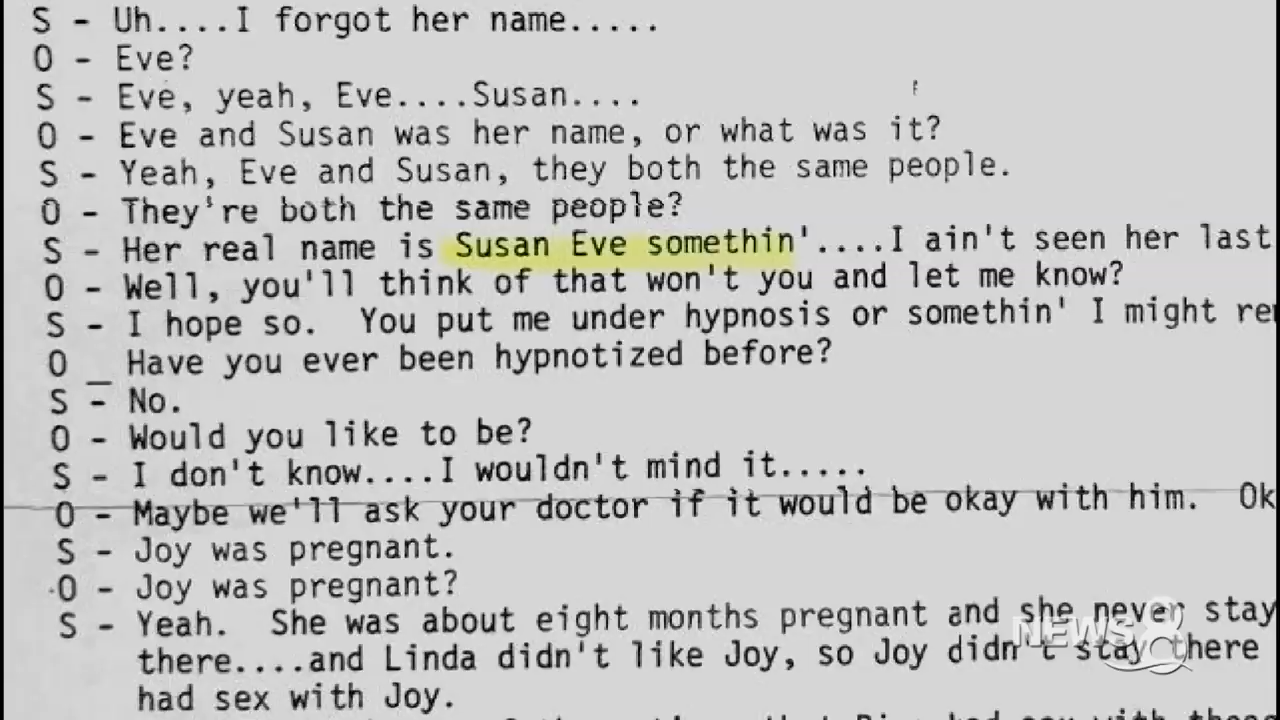 S - Uh....I forgot her name.....
O - Eve?
S - Eve, yeah, Eve....Susan....
O - Eve and Susan was her name, or what was it?
S - Yeah, Eve and Susan, they both the same people.
O - They're both the same people?
S - Her real name is Susan Eve somethin'....I ain't seen her last
O - Well, you'll think of that won't you and let me know?
S - I hope so. You put me under hypnosis or somethin' I might re
O _ Have you ever been hypnotized before?
S - No.
O - Would you like to be?
S - I don't know....I wouldn't mind it.....
O - Maybe we'll ask your doctor if it would be okay with him. Ok
S - Joy was pregnant.
O - Joy was pregnant?
S - Yeah. She was about eight months pregnant and she never stay
there....and Linda didn't like Joy, so Joy didn't stay there
had sex with Joy.
NEWS 8